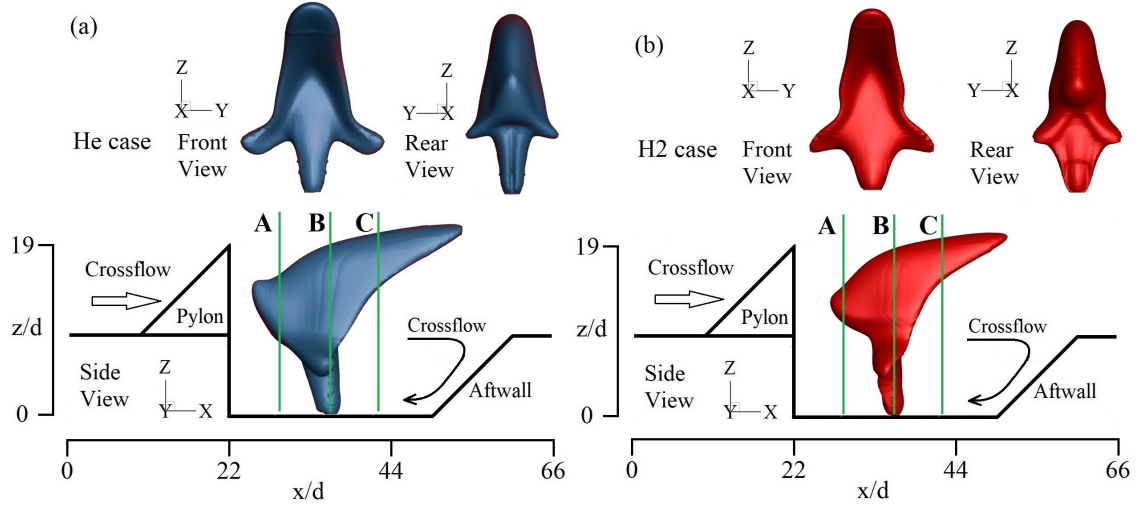 (a)
Z
X
Y
He case
Front
View
Z
Y
X
Rear
View
A
B
C
19
z/d
0
Crossflow
Pylon
Crossflow
Aftwall
Side
View
Z
Y
X
0
22
44
66
x/d
(b)
Z
X
Y
H2 case
Front
View
Z
Y
X
Rear
View
A
B
C
19
z/d
0
Crossflow
Pylon
Crossflow
Aftwall
Side
View
Z
Y
X
0
22
44
66
x/d